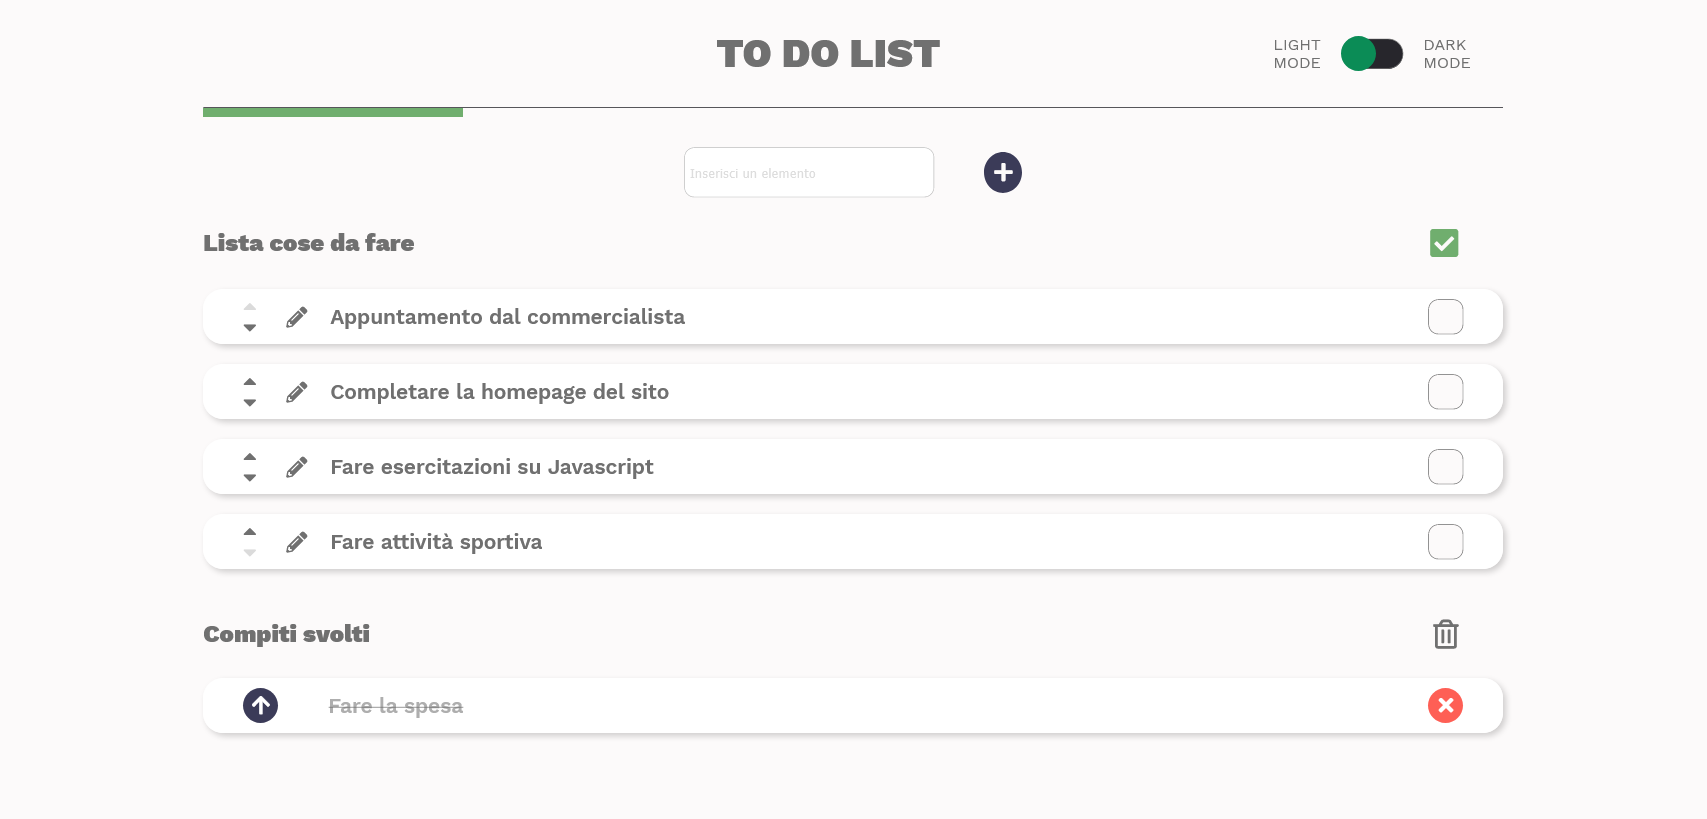 TO DO LIST
LIGHT
MODE
DARK
MODE
Inserisci un elemento
Lista cose da fare
Appuntamento dal commercialista
Completare la homepage del sito
Fare esercitazioni su Javascript
Fare attività sportiva
Compiti svolti
Fare la spesa